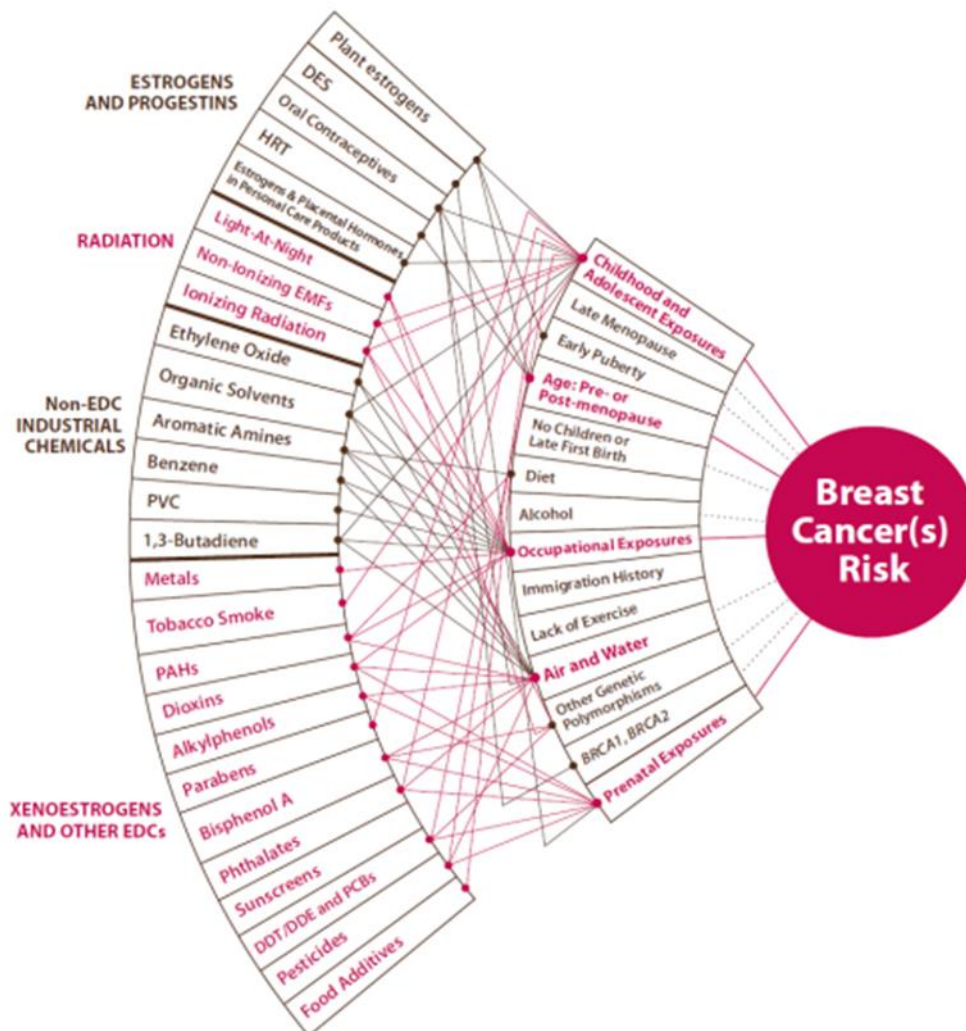 ESTROGENS
AND PROGESTINS
Plant estrogens
DES
Oral Contraceptives
HRT
Estrogens & Placental Hormones
in Personal Care Products
RADIATION
Light-At-Night
Non-Ionizing EMFs
Ionizing Radiation
Non-EDC
INDUSTRIAL
CHEMICALS
Ethylene Oxide
Organic Solvents
Aromatic Amines
Benzene
PVC
1,3-Butadiene
XENOESTROGENS
AND OTHER EDCs
Metals
Tobacco Smoke
PAHs
Dioxins
Alkylphenols
Parabens
Bisphenol A
Phthalates
Sunscreens
DDT/DDE and PCBs
Pesticides
Food Additives
Childhood and
Adolescent Exposures
Late Menopause
Early Puberty
Age: Pre- or
Post-menopause
No Children or
Late First Birth
Diet
Alcohol
Occupational Exposures
Immigration History
Lack of Exercise
Air and Water
Other Genetic
Polymorphisms
BRCA1, BRCA2
Prenatal Exposures
Breast
Cancer(s)
Risk